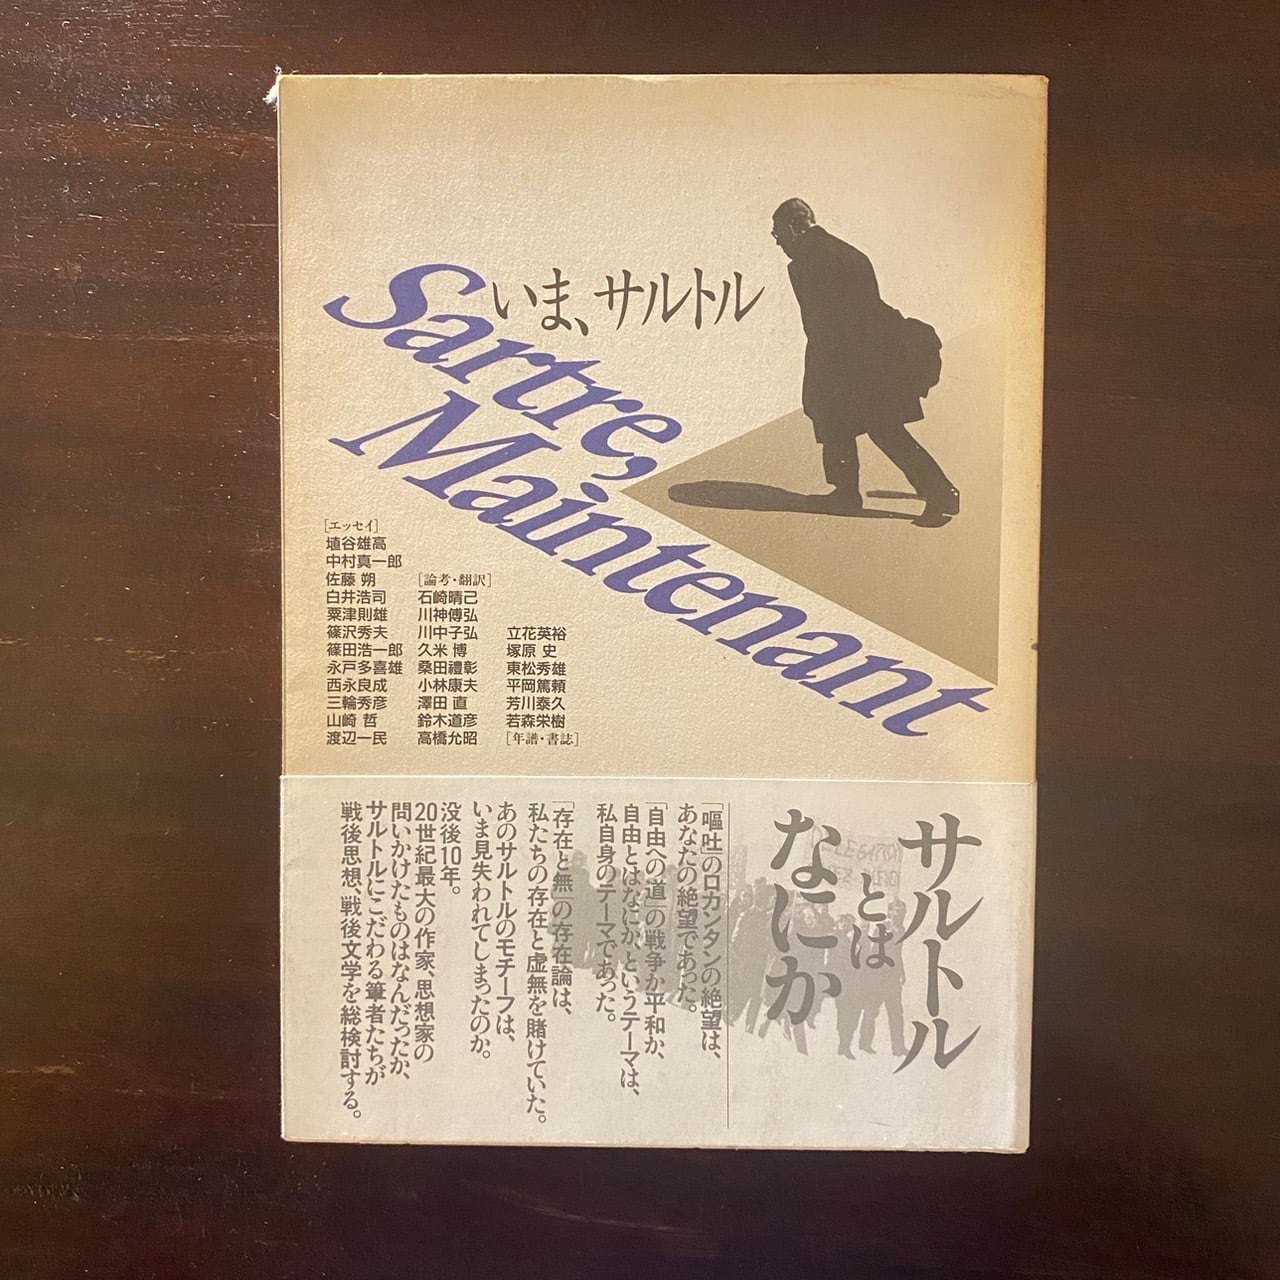 いま、サルトル
Sartre,
Maintenant
[エッセイ]
埴谷雄高
中村真一郎
佐藤 朔
白井浩司
粟津則雄
篠沢秀夫
篠田浩一郎
永戸多喜雄
西永良成
三輪秀彦
山崎 哲
渡辺一民
[論考・翻訳]
石崎晴己
川神傅弘
川中子弘
久米 博
桑田禮彰
小林康夫
澤田 直
鈴木道彦
高橋允昭
立花英裕
塚原 史
東松秀雄
平岡篤頼
芳川泰久
若森栄樹
[年譜・書誌]
サルトル
とは
なにか
「嘔吐」のロカンタンの絶望は、
あなたの絶望であった。
「自由への道」の戦争か平和か、
自由とはなにか、というテーマは、
私自身のテーマであった。
「存在と無」の存在論は、
私たちの存在と虚無を賭けていた。
あのサルトルのモチーフは、
いま見失われてしまったのか。
没後10年。
20世紀最大の作家、思想家の
問いかけたものはなんだったか、
サルトルにこだわる筆者たちが
戦後思想、戦後文学を総検討する。